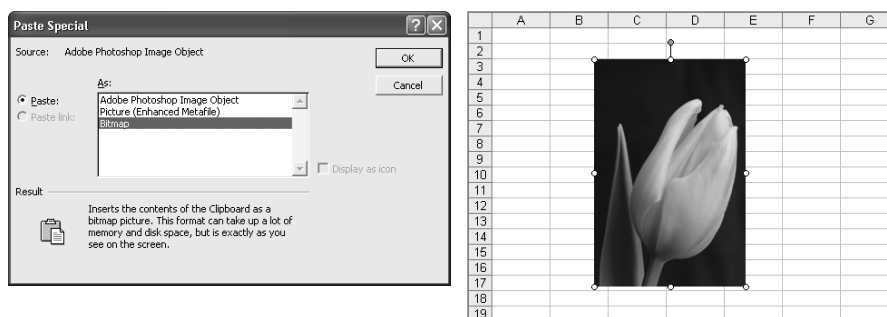 Paste Special
Source: Adobe Photoshop Image Object
OK
Cancel
As:
Paste:
Paste link:
Adobe Photoshop Image Object
Picture (Enhanced Metafile)
Bitmap
Display as icon
Result
Inserts the contents of the Clipboard as a
bitmap picture. This format can take up a lot of
memory and disk space, but is exactly as you
see on the screen.
A B C D E F G
1
2
3
4
5
6
7
8
9
10
11
12
13
14
15
16
17
18
19